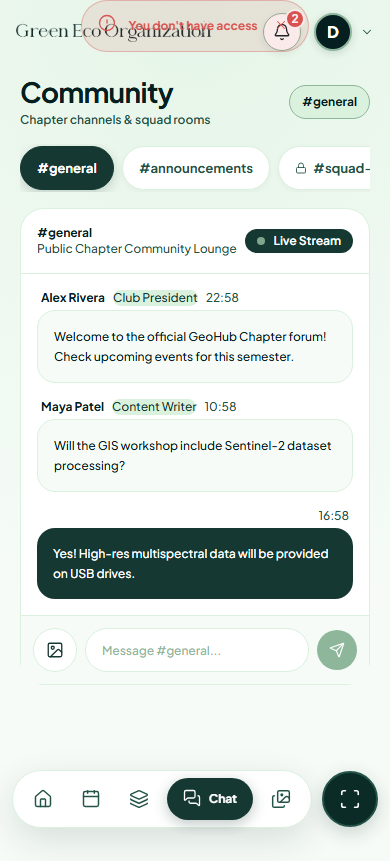 Green Eco Organization
You don't have access
2
D
Community
Chapter channels & squad rooms
#general
#general
#announcements
#squad-
#general
Public Chapter Community Lounge
Live Stream
Alex Rivera Club President 22:58
Welcome to the official GeoHub Chapter forum!
Check upcoming events for this semester.
Maya Patel Content Writer 10:58
Will the GIS workshop include Sentinel-2 dataset
processing?
16:58
Yes! High-res multispectral data will be provided
on USB drives.
Message #general...
Chat